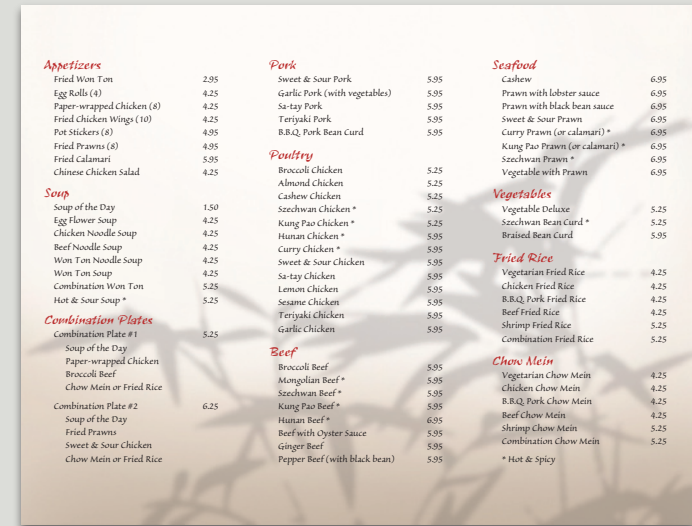 Appetizers
Fried Won Ton 2.95
Egg Rolls (4) 4.25
Paper-wrapped Chicken (8) 4.25
Fried Chicken Wings (10) 4.25
Pot Stickers (8) 4.95
Fried Prawns (8) 4.95
Fried Calamari 5.95
Chinese Chicken Salad 4.25
Soup
Soup of the Day 1.50
Egg Flower Soup 4.25
Chicken Noodle Soup 4.25
Beef Noodle Soup 4.25
Won Ton Noodle Soup 4.25
Won Ton Soup 4.25
Combination Won Ton 5.25
Hot & Sour Soup * 5.25
Combination Plates
Combination Plate #1 5.25
Soup of the Day
Paper-wrapped Chicken
Broccoli Beef
Chow Mein or Fried Rice
Combination Plate #2 6.25
Soup of the Day
Fried Prawns
Sweet & Sour Chicken
Chow Mein or Fried Rice
Pork
Sweet & Sour Pork 5.95
Garlic Pork (with vegetables) 5.95
Sa-tay Pork 5.95
Teriyaki Pork 5.95
B.B.Q. Pork Bean Curd 5.95
Poultry
Broccoli Chicken 5.25
Almond Chicken 5.25
Cashew Chicken 5.25
Szechwan Chicken * 5.25
Kung Pao Chicken * 5.25
Hunan Chicken * 5.95
Curry Chicken * 5.95
Sweet & Sour Chicken 5.95
Sa-tay Chicken 5.95
Lemon Chicken 5.95
Sesame Chicken 5.95
Teriyaki Chicken 5.95
Garlic Chicken 5.95
Beef
Broccoli Beef 5.95
Mongolian Beef * 5.95
Szechwan Beef * 5.95
Kung Pao Beef * 5.95
Hunan Beef * 6.95
Beef with Oyster Sauce 5.95
Ginger Beef 5.95
Pepper Beef (with black bean) 5.95
Seafood
Cashew 6.95
Prawn with lobster sauce 6.95
Prawn with black bean sauce 6.95
Sweet & Sour Prawn 6.95
Curry Prawn (or calamari) * 6.95
Kung Pao Prawn (or calamari) * 6.95
Szechwan Prawn * 6.95
Vegetable with Prawn 6.95
Vegetables
Vegetable Deluxe 5.25
Szechwan Bean Curd * 5.25
Braised Bean Curd 5.95
Fried Rice
Vegetarian Fried Rice 4.25
Chicken Fried Rice 4.25
B.B.Q. Pork Fried Rice 4.25
Beef Fried Rice 4.25
Shrimp Fried Rice 5.25
Combination Fried Rice 5.25
Chow Mein
Vegetarian Chow Mein 4.25
Chicken Chow Mein 4.25
B.B.Q. Pork Chow Mein 4.25
Beef Chow Mein 4.25
Shrimp Chow Mein 5.25
Combination Chow Mein 5.25
* Hot & Spicy